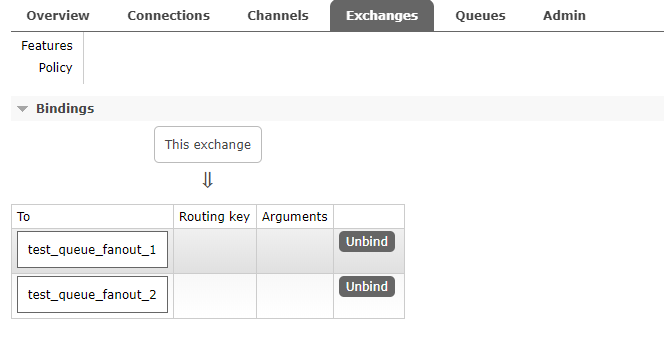 Overview Connections Channels Exchanges Queues Admin
Features
Policy
Bindings
This exchange
⇓
To Routing key Arguments
test_queue_fanout_1 Unbind
test_queue_fanout_2 Unbind